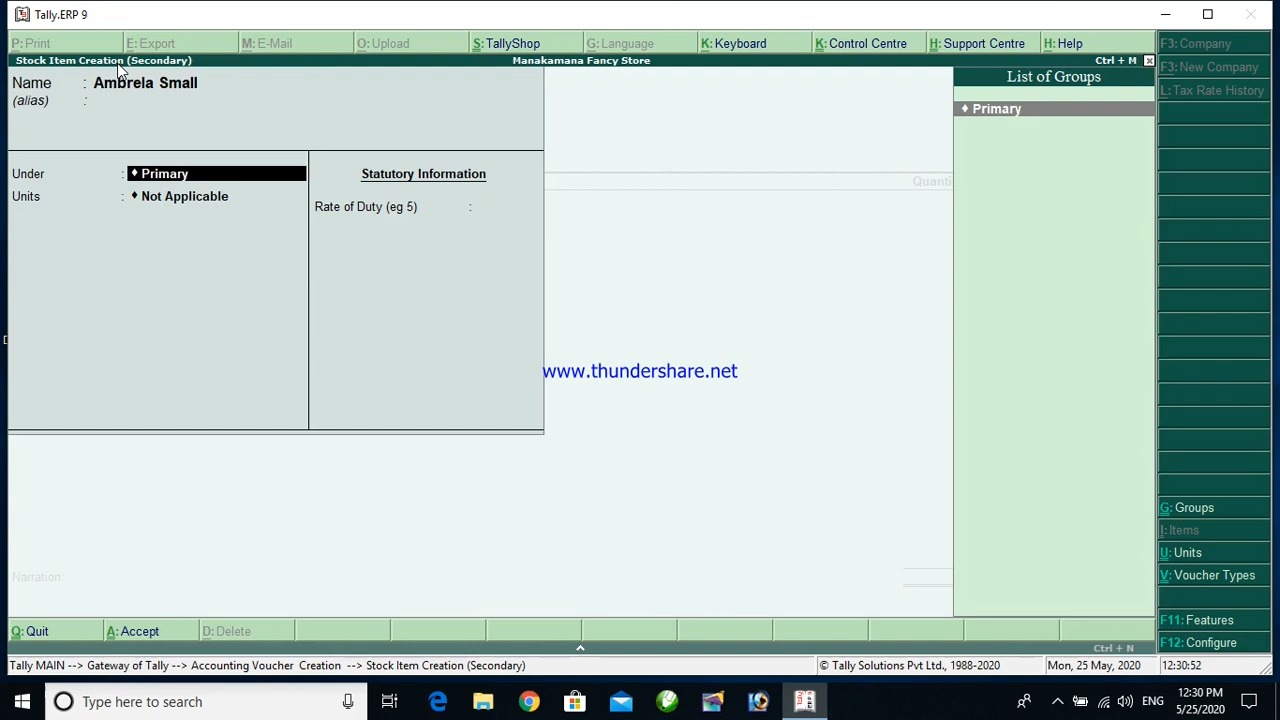 Tally.ERP 9
P: Print E: Export M: E-Mail O: Upload S: TallyShop G: Language K: Keyboard K: Control Centre H: Support Centre H: Help F3: Company
Stock Item Creation (Secondary) Manakamana Fancy Store Ctrl + M
F3: New Company
Name : Ambrela Small List of Groups
L: Tax Rate History
(alias) :
♦ Primary
Under : ♦ Primary Statutory Information
Quanti
Units : ♦ Not Applicable
Rate of Duty (eg 5) :
www.thundershare.net
G: Groups
I: Items
U: Units
Narration: V: Voucher Types
F11: Features
Q: Quit A: Accept D: Delete
F12: Configure
Ctrl + N
Tally MAIN --> Gateway of Tally --> Accounting Voucher Creation --> Stock Item Creation (Secondary) © Tally Solutions Pvt Ltd., 1988-2020 Mon, 25 May, 2020 12:30:52
Type here to search ENG 12:30 PM
5/25/2020